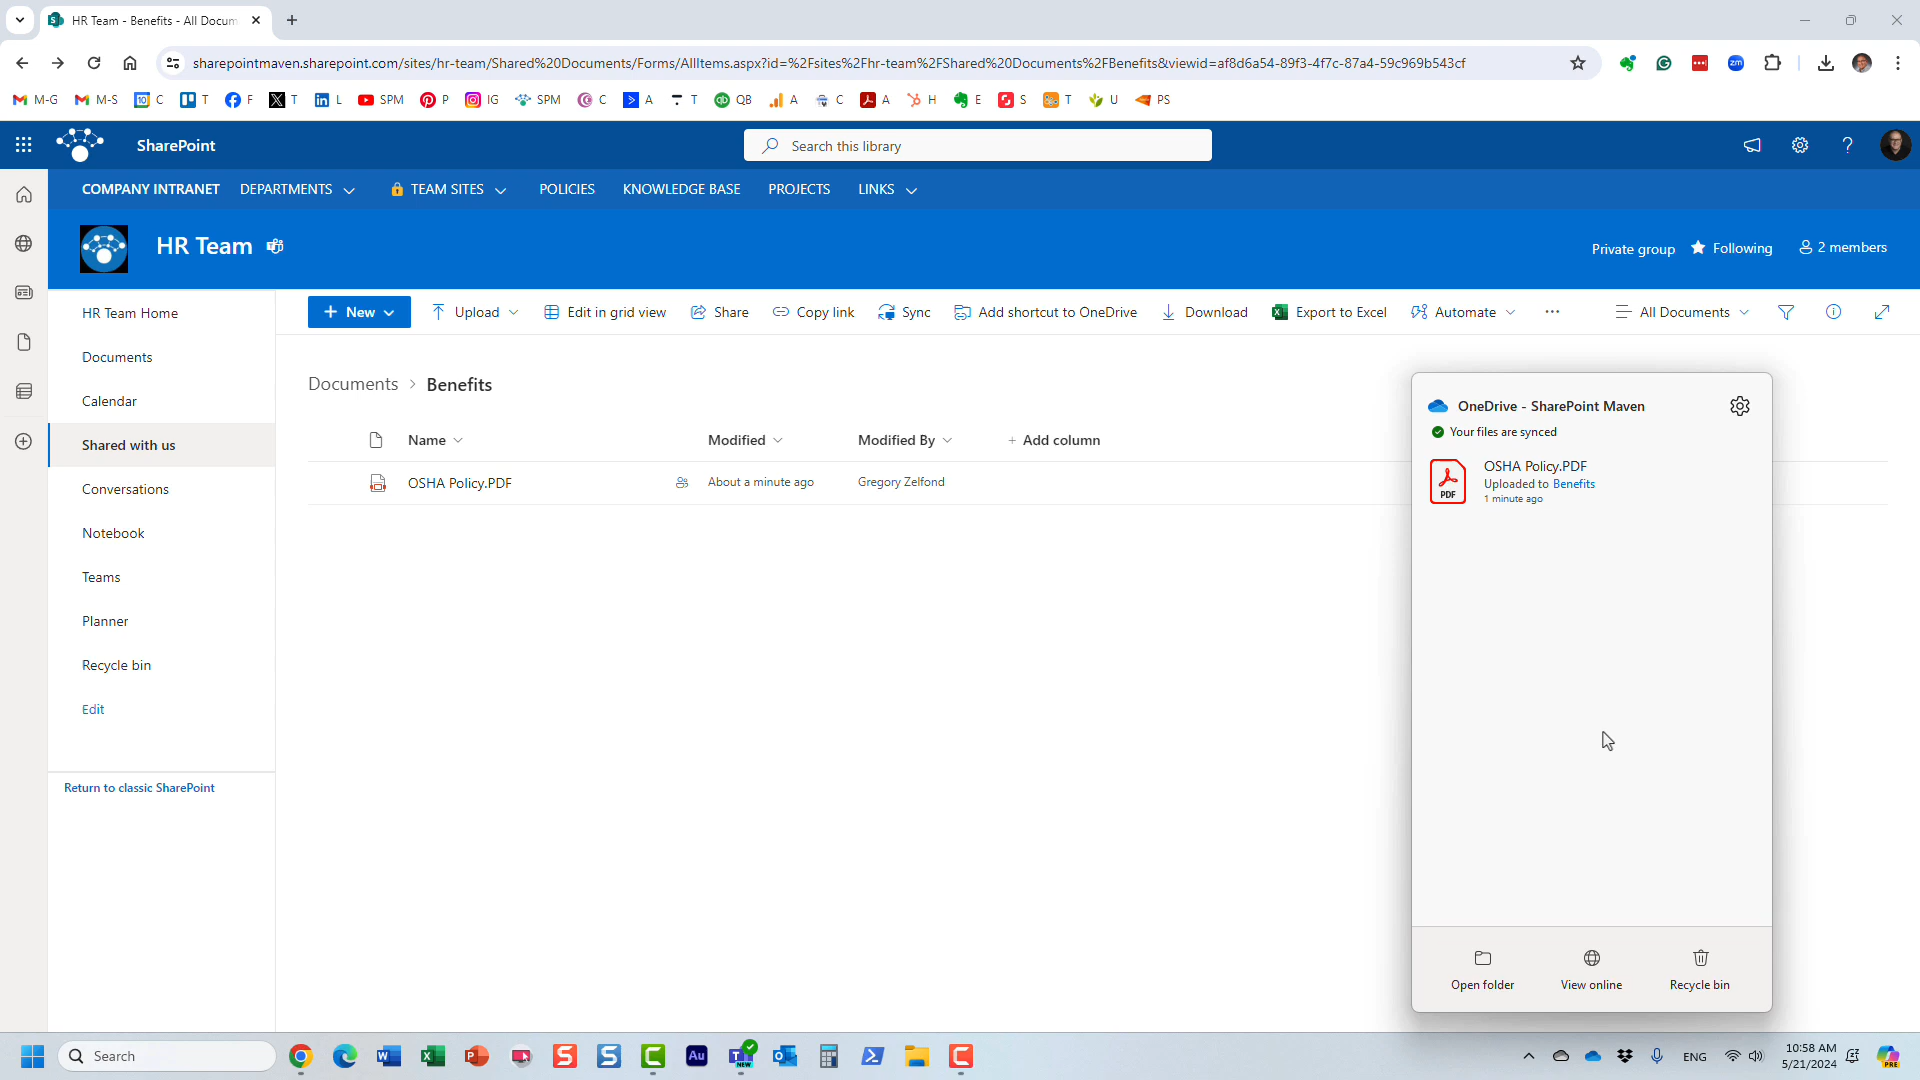 HR Team - Benefits - All Docum
sharepointmaven.sharepoint.com/sites/hr-team/Shared%20Documents/Forms/AllItems.aspx?id=%2Fsites%2Fhr-team%2FShared%20Documents%2FBenefits&viewid=af8d6a54-89f3-4f7c-87a4-59c969b543cf
M-G M-S C T F T L SPM P IG SPM C A T QB A C A H E S T U PS
SharePoint
Search this library
COMPANY INTRANET DEPARTMENTS TEAM SITES POLICIES KNOWLEDGE BASE PROJECTS LINKS
HR Team
Private group Following 2 members
HR Team Home
Documents
Calendar
Shared with us
Conversations
Notebook
Teams
Planner
Recycle bin
Edit
Return to classic SharePoint
+ New Upload Edit in grid view Share Copy link Sync Add shortcut to OneDrive Download Export to Excel Automate ··· All Documents
Documents > Benefits
Name Modified Modified By + Add column
OSHA Policy.PDF About a minute ago Gregory Zelfond
OneDrive - SharePoint Maven
Your files are synced
PDF
OSHA Policy.PDF
Uploaded to Benefits
1 minute ago
Open folder View online Recycle bin
Search
NEW
ENG
10:58 AM
5/21/2024
PRE